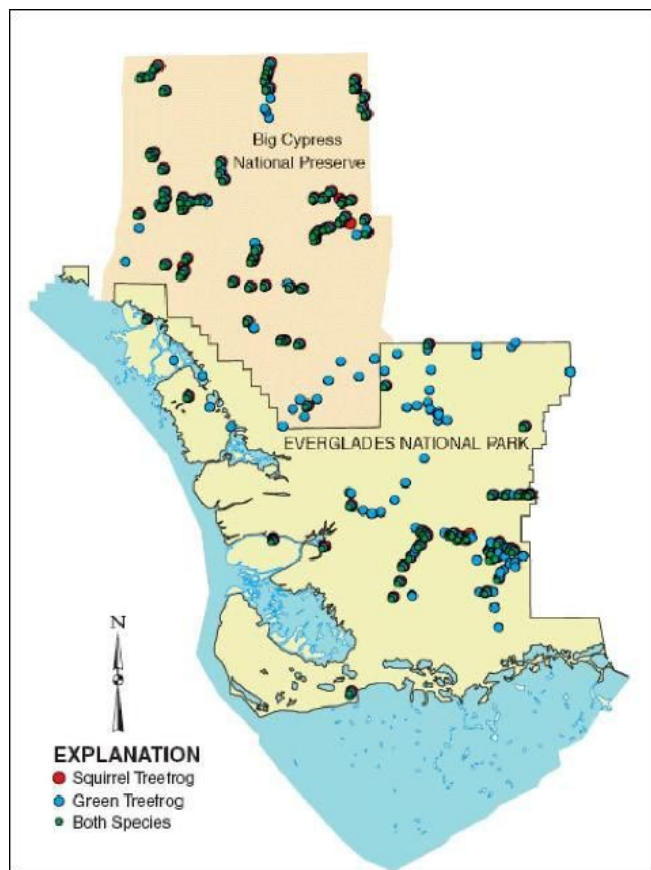 Big Cypress
National Preserve
EVERGLADES NATIONAL PARK
N
EXPLANATION
Squirrel Treefrog
Green Treefrog
Both Species